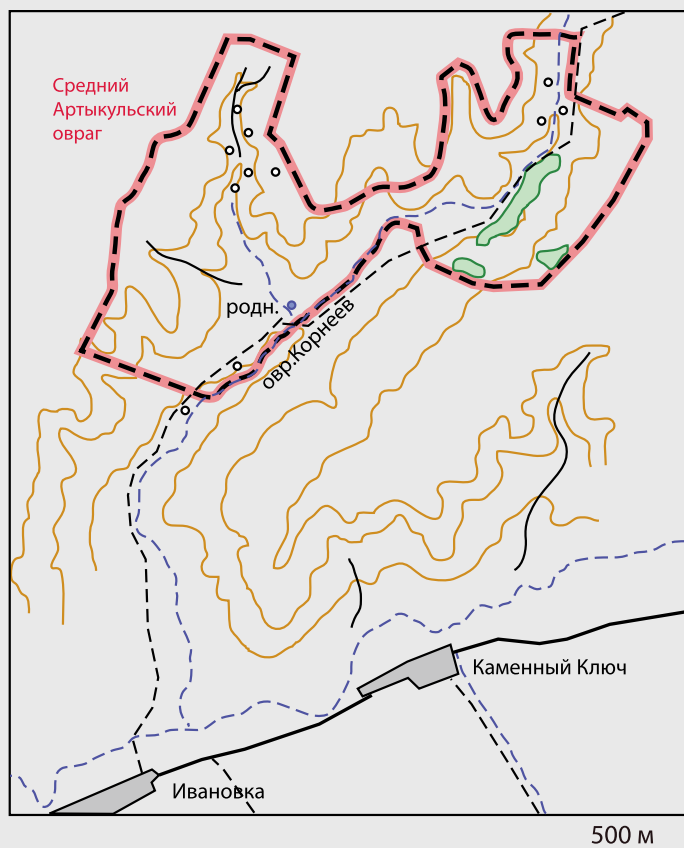 Средний
Артыкульский
овраг
родн.
овр.Корнеев
Каменный Ключ
Ивановка
500 м